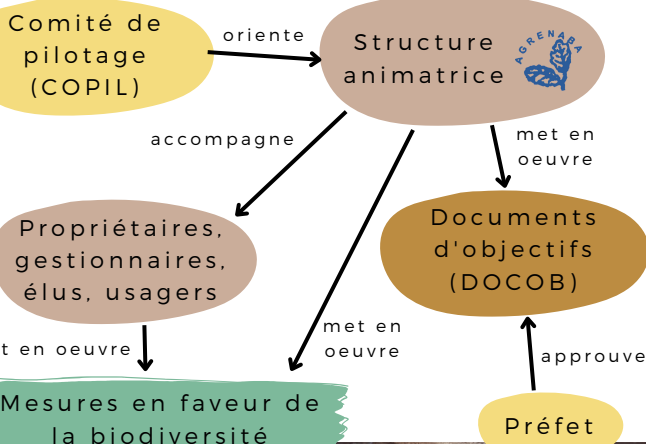 Comité de
pilotage
(COPIL)
oriente
Structure
animatrice
AGRENABA
accompagne
met en
oeuvre
Propriétaires,
gestionnaires,
élus, usagers
Documents
d'objectifs
(DOCOB)
t en oeuvre
met en
oeuvre
approuve
Mesures en faveur de
la biodiversité
Préfet